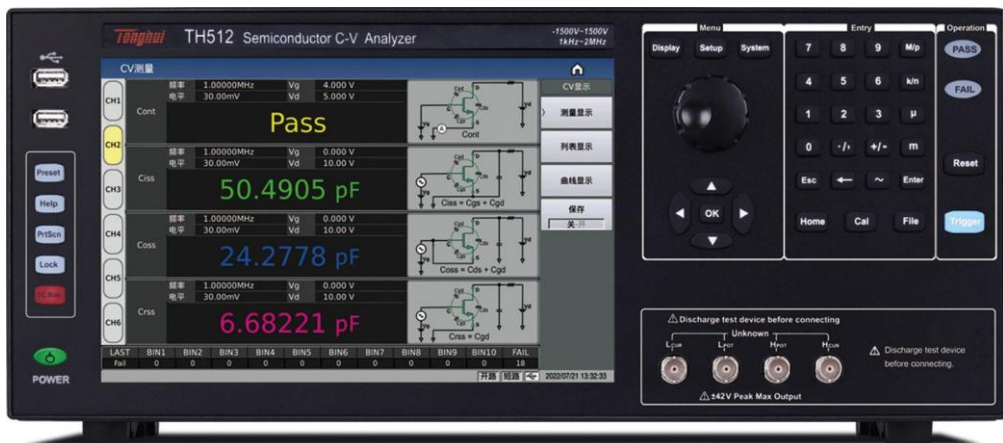 Tonghui TH512 Semiconductor C-V Analyzer
-1500V~1500V
1kHz~2MHz
CV测量
CH1
CH2
CH3
CH4
CH5
CH6
Cont
频率 1.00000MHz Vg 4.000 V
电平 30.00mV Vd 5.000 V
Pass
Cont
Ciss
频率 1.00000MHz Vg 0.000 V
电平 30.00mV Vd 10.00 V
50.4905 pF
Ciss = Cgs + Cgd
Coss
频率 1.00000MHz Vg 0.000 V
电平 30.00mV Vd 10.00 V
24.2778 pF
Coss = Cds + Cgd
Crss
频率 1.00000MHz Vg 0.000 V
电平 30.00mV Vd 10.00 V
6.68221 pF
Crss = Cgd
CV显示
测量显示
列表显示
曲线显示
保存
关 开
LAST BIN1 BIN2 BIN3 BIN4 BIN5 BIN6 BIN7 BIN8 BIN9 BIN10 FAIL
Fail 0 0 0 0 0 0 0 0 0 0 18
开路 短路 2022/07/21 13:32:33
Preset
Help
PrtScn
Lock
POWER
Menu
Display Setup System
OK
Entry
7 8 9 M/p
4 5 6 k/n
1 2 3 μ
0 ·/, +/- m
Esc ← ~ Enter
Home Cal File
Operation
PASS
FAIL
Reset
Trigger
⚠ Discharge test device before connecting
Unknown
LCUR LPOT HPOT HCUR
⚠ ±42V Peak Max Output
⚠ Discharge test device
before connecting.